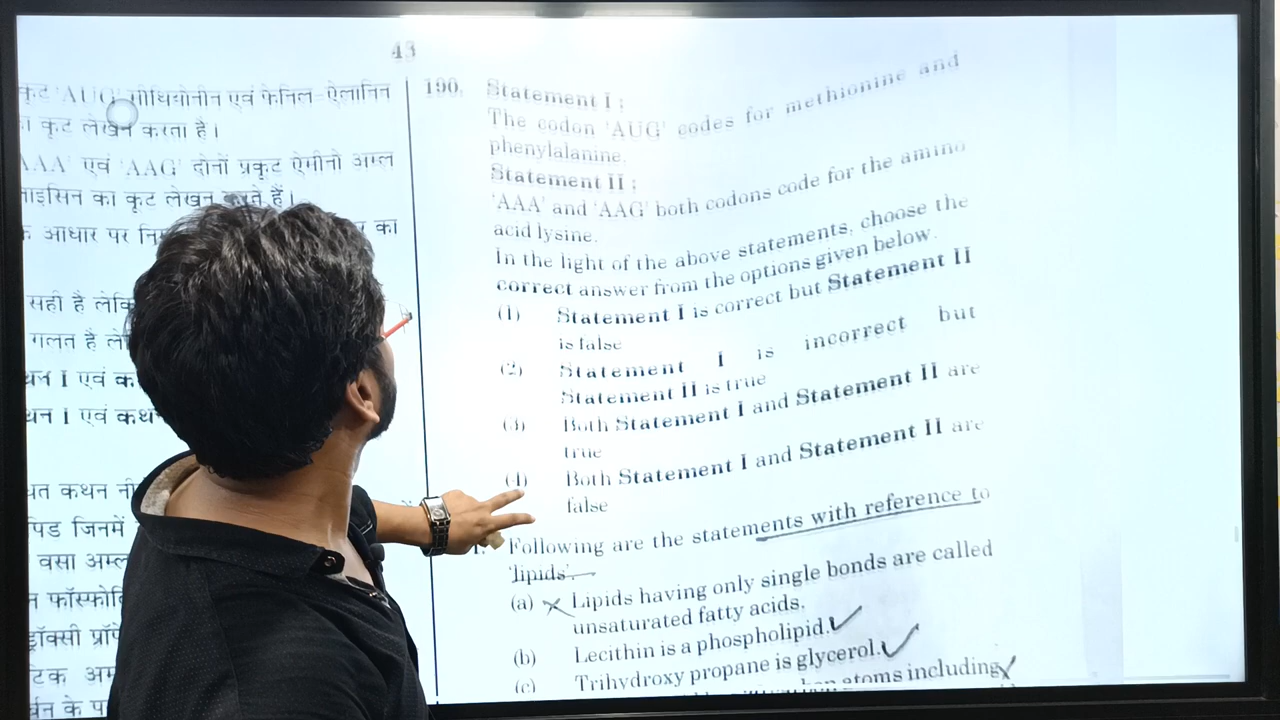 43
कूट 'AUG' मीथियोनीन एवं फेनिल-ऐलानिन
कूट लेखन करता है।
'AAA' एवं 'AAG' दोनों प्रकूट ऐमीनो अम्ल
लाइसिन का कूट लेखन करते हैं।
के आधार पर
का
सही है
गलत है
कथन I एवं
कथन I एवं
कथन
जिनमें
वसा
190. Statement I :
The codon 'AUG' codes for methionine and
phenylalanine.
Statement II :
'AAA' and 'AAG' both codons code for the amino
acid lysine.
In the light of the above statements, choose the
correct answer from the options given below.
(1) Statement I is correct but Statement II
is false
(2) Statement I is incorrect but
Statement II is true
(3) Both Statement I and Statement II are
true
(4) Both Statement I and Statement II are
false
Following are the statements with reference to
'lipids'.
(a) Lipids having only single bonds are called
unsaturated fatty acids.
(b) Lecithin is a phospholipid.
(c) Trihydroxy propane is glycerol.
atoms including